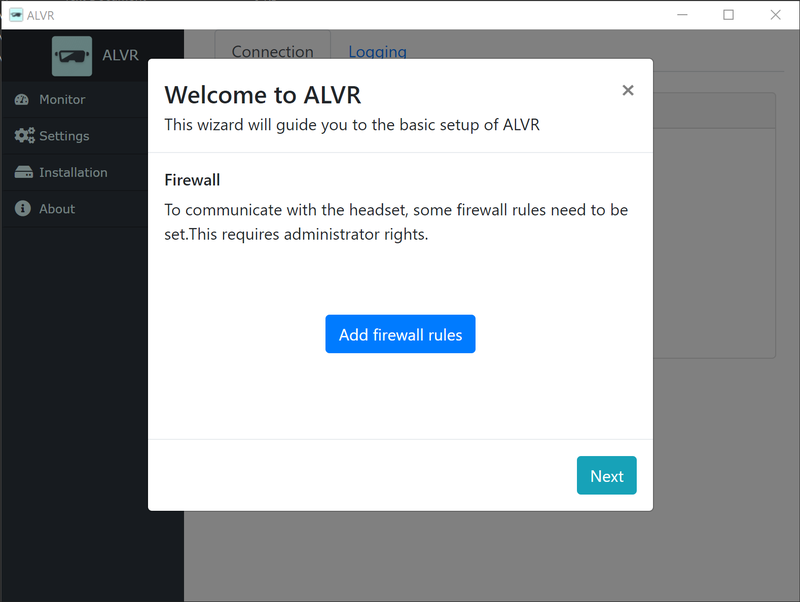 ALVR
ALVR
Monitor
Settings
Installation
About
Connection
Logging
Welcome to ALVR
This wizard will guide you to the basic setup of ALVR
Firewall
To communicate with the headset, some firewall rules need to be
set.This requires administrator rights.
Add firewall rules
Next